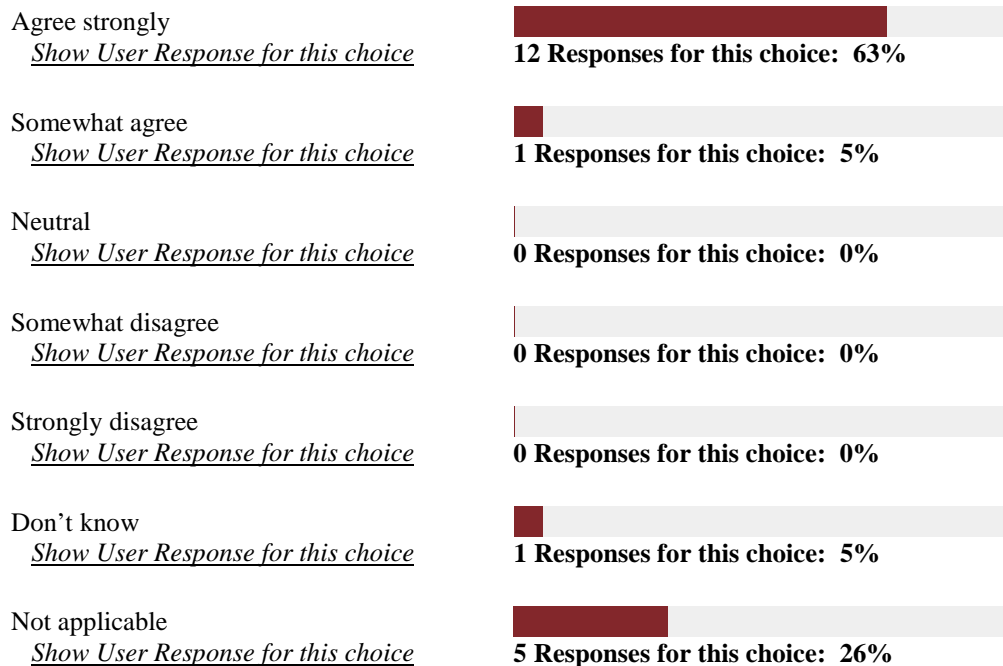 Agree strongly
Show User Response for this choice 12 Responses for this choice: 63%
Somewhat agree
Show User Response for this choice 1 Responses for this choice: 5%
Neutral
Show User Response for this choice 0 Responses for this choice: 0%
Somewhat disagree
Show User Response for this choice 0 Responses for this choice: 0%
Strongly disagree
Show User Response for this choice 0 Responses for this choice: 0%
Don’t know
Show User Response for this choice 1 Responses for this choice: 5%
Not applicable
Show User Response for this choice 5 Responses for this choice: 26%